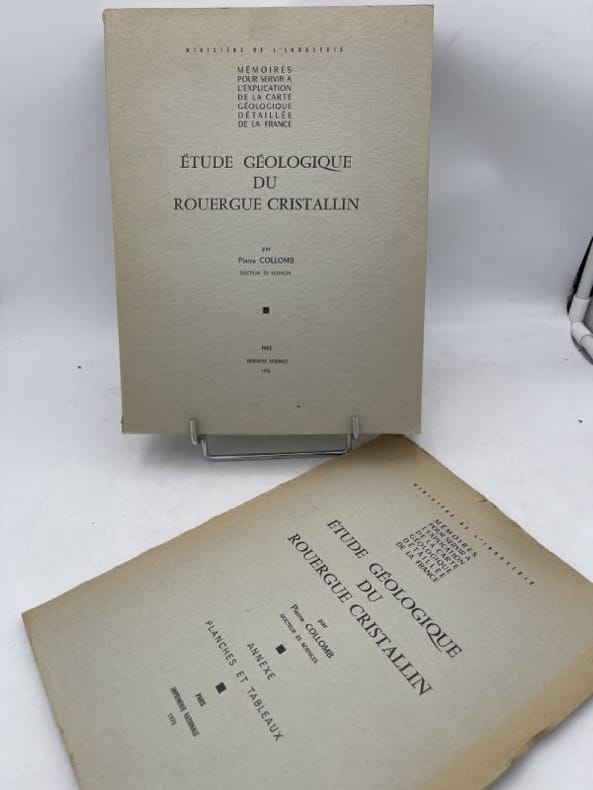 MINISTÈRE DE L'INDUSTRIE
MÉMOIRES
POUR SERVIR A
L'EXPLICATION
DE LA CARTE
GÉOLOGIQUE
DÉTAILLÉE
DE LA FRANCE
ÉTUDE GÉOLOGIQUE
DU
ROUERGUE CRISTALLIN
par
Pierre COLLOMB
DOCTEUR ÈS SCIENCES
PARIS
IMPRIMERIE NATIONALE
1970
MINISTÈRE DE L'INDUSTRIE
MÉMOIRES
POUR SERVIR A
L'EXPLICATION
DE LA CARTE
GÉOLOGIQUE
DÉTAILLÉE
DE LA FRANCE
ÉTUDE GÉOLOGIQUE
DU
ROUERGUE CRISTALLIN
par
Pierre COLLOMB
DOCTEUR ÈS SCIENCES
ANNEXE
PLANCHES ET TABLEAUX
PARIS
IMPRIMERIE NATIONALE
1970